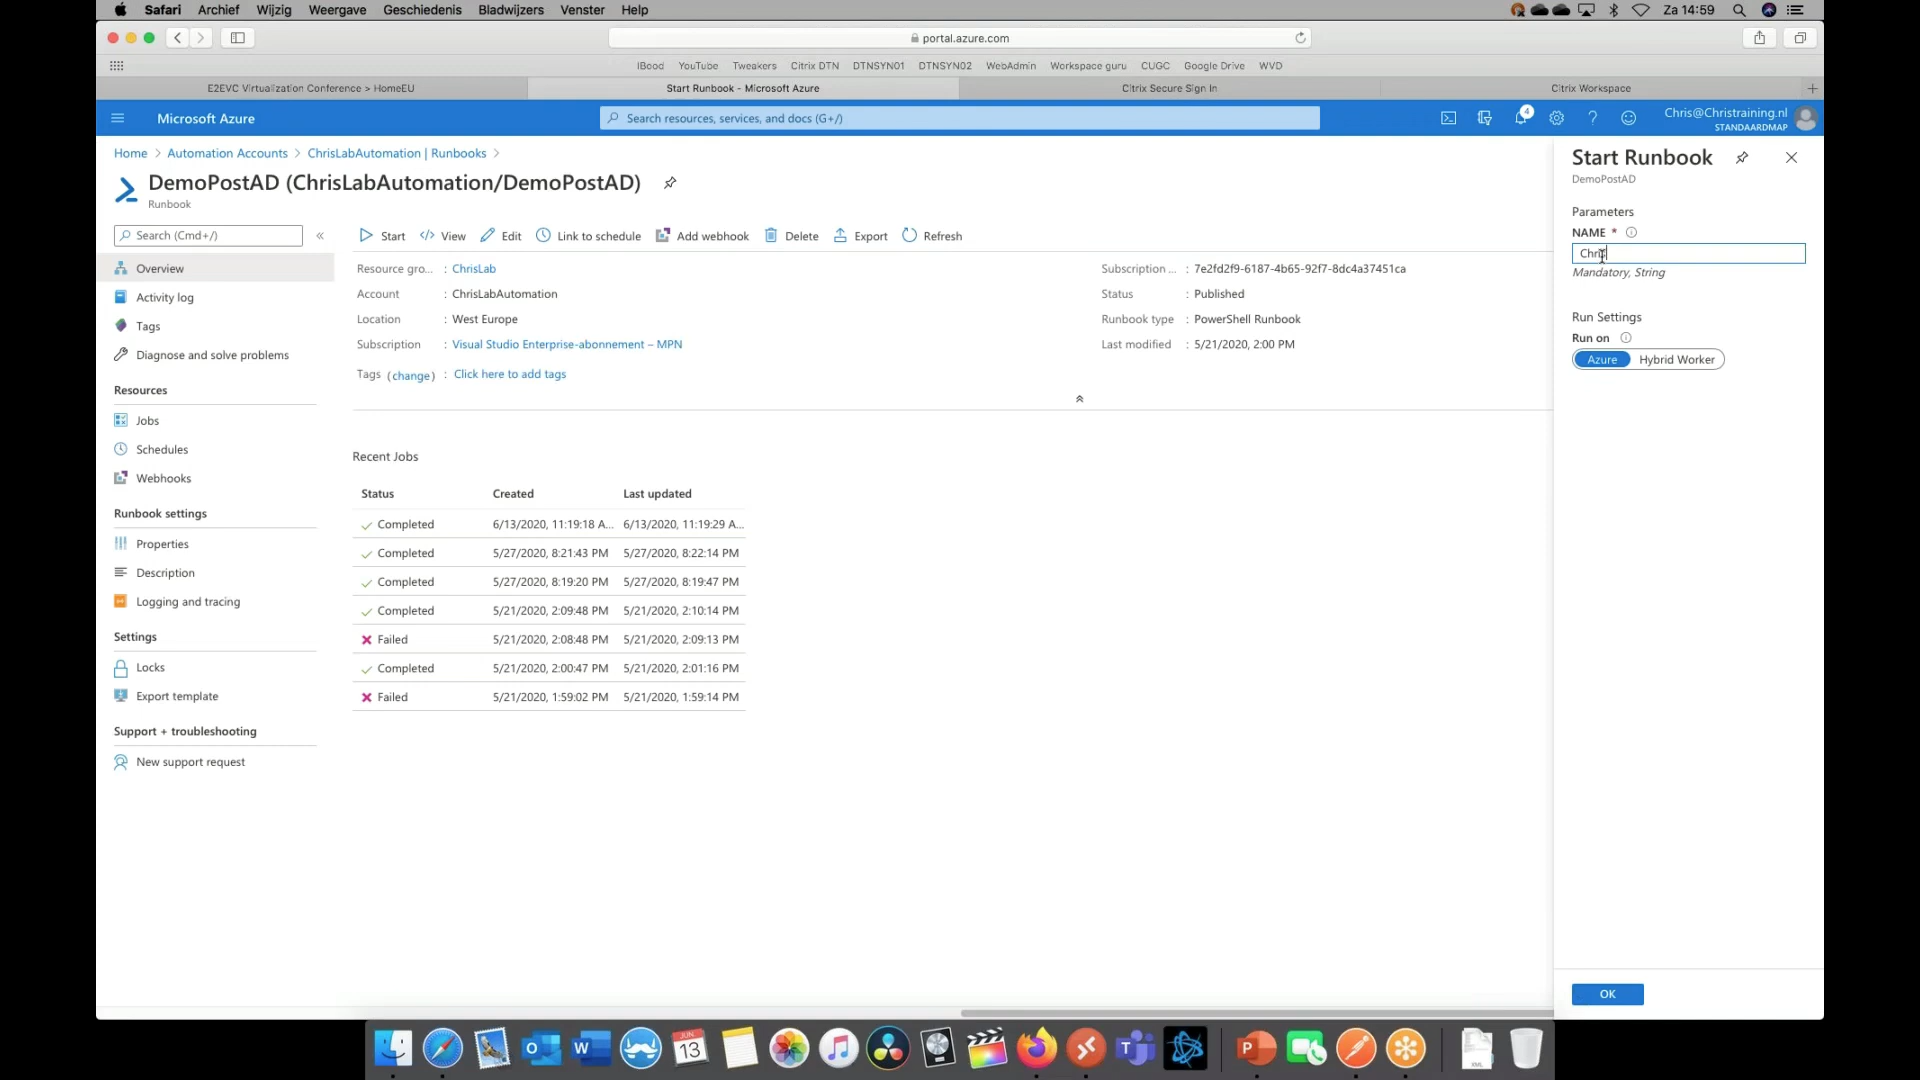 Safari Archief Wijzig Weergave Geschiedenis Bladwijzers Venster Help Za 14:59
portal.azure.com
IBood YouTube Tweakers Citrix DTN DTNSYN01 DTNSYN02 WebAdmin Workspace guru CUGC Google Drive WVD
E2EVC Virtualization Conference > HomeEU Start Runbook - Microsoft Azure Citrix Secure Sign In Citrix Workspace
Microsoft Azure Search resources, services, and docs (G+/) 4 Chris@Christraining.nl
STANDAARDMAP
Home > Automation Accounts > ChrisLabAutomation | Runbooks >
DemoPostAD (ChrisLabAutomation/DemoPostAD)
Runbook
Search (Cmd+/) «
Start View Edit Link to schedule Add webhook Delete Export Refresh
Overview
Activity log
Tags
Diagnose and solve problems
Resources
Jobs
Schedules
Webhooks
Runbook settings
Properties
Description
Logging and tracing
Settings
Locks
Export template
Support + troubleshooting
New support request
Resource gro... : ChrisLab
Account : ChrisLabAutomation
Location : West Europe
Subscription : Visual Studio Enterprise-abonnement – MPN
Tags (change) : Click here to add tags
Subscription ... : 7e2fd2f9-6187-4b65-92f7-8dc4a37451ca
Status : Published
Runbook type : PowerShell Runbook
Last modified : 5/21/2020, 2:00 PM
Recent Jobs
Status Created Last updated
Completed 6/13/2020, 11:19:18 A... 6/13/2020, 11:19:29 A...
Completed 5/27/2020, 8:21:43 PM 5/27/2020, 8:22:14 PM
Completed 5/27/2020, 8:19:20 PM 5/27/2020, 8:19:47 PM
Completed 5/21/2020, 2:09:48 PM 5/21/2020, 2:10:14 PM
Failed 5/21/2020, 2:08:48 PM 5/21/2020, 2:09:13 PM
Completed 5/21/2020, 2:00:47 PM 5/21/2020, 2:01:16 PM
Failed 5/21/2020, 1:59:02 PM 5/21/2020, 1:59:14 PM
Start Runbook
DemoPostAD
Parameters
NAME *
Chris
Mandatory, String
Run Settings
Run on
Azure Hybrid Worker
OK
JUN
13
XML